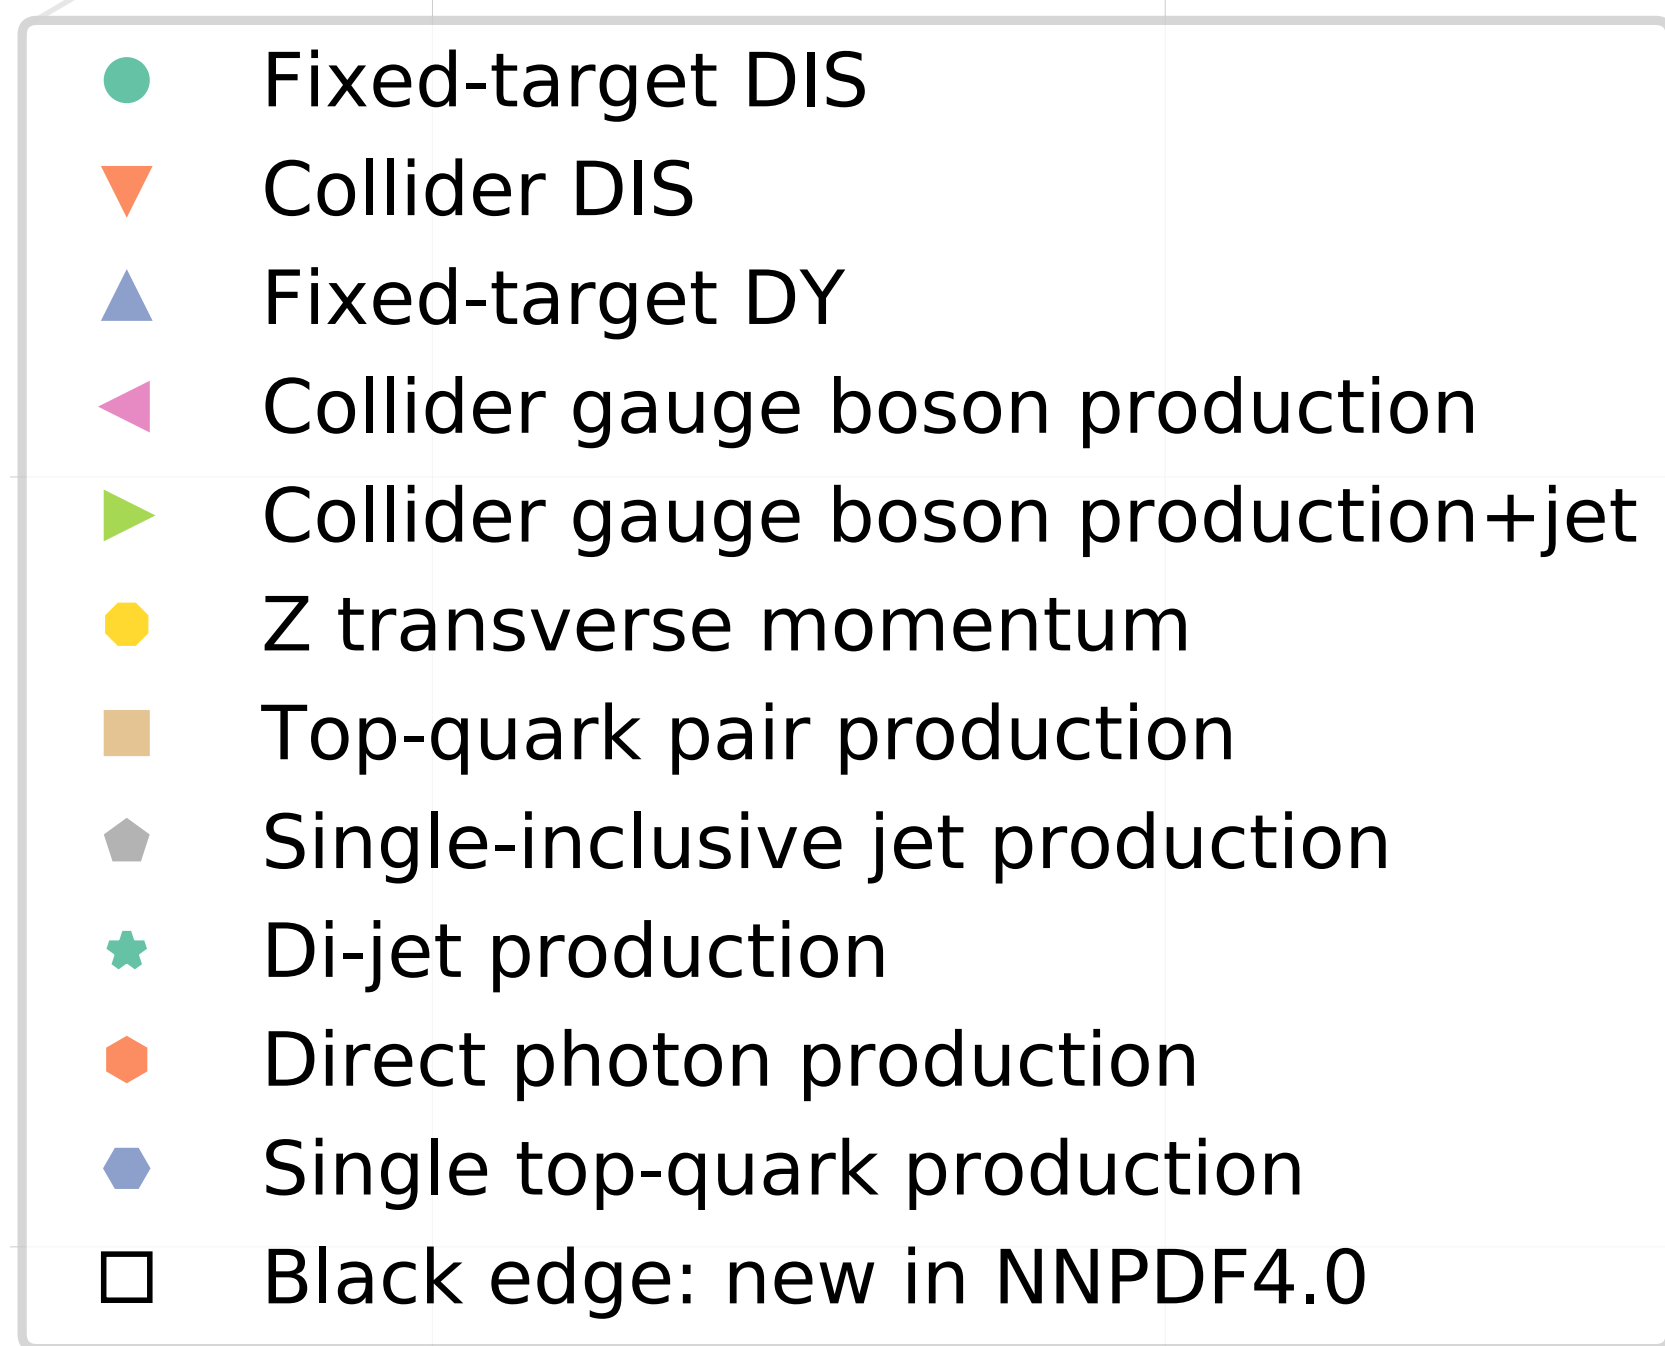 Fixed-target DIS
Collider DIS
Fixed-target DY
Collider gauge boson production
Collider gauge boson production+jet
Z transverse momentum
Top-quark pair production
Single-inclusive jet production
Di-jet production
Direct photon production
Single top-quark production
Black edge: new in NNPDF4.0